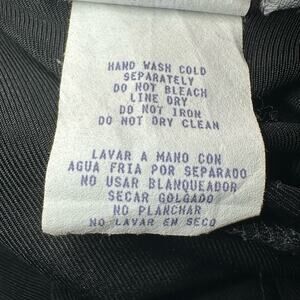 HAND WASH COLD
SEPARATELY
DO NOT BLEACH
LINE DRY
DO NOT IRON
DO NOT DRY CLEAN
LAVAR A MANO CON
AGUA FRIA POR SEPARADO
NO USAR BLANQUEADOR
SECAR GOLGADO
NO PLANCHAR
NO LAVAR EN SECO